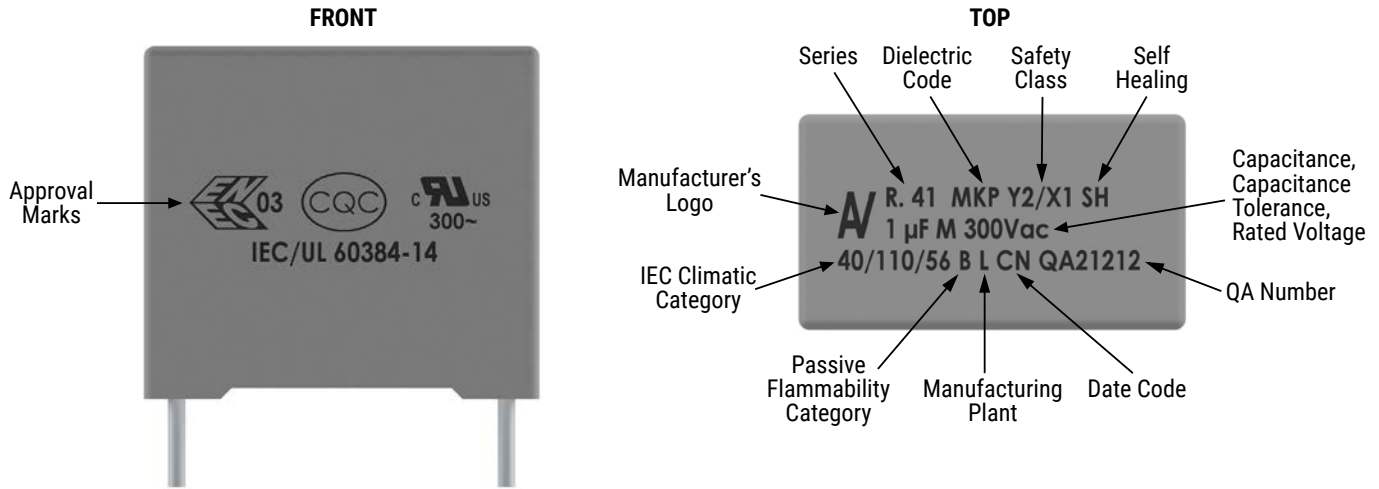 FRONT
Approval
Marks
ENEC 03
CQC
C RU US
300~
IEC/UL 60384-14
TOP
Series
Dielectric
Code
Safety
Class
Self
Healing
Manufacturer's
Logo
R. 41 MKP Y2/X1 SH
1 µF M 300Vac
40/110/56 B L CN QA21212
Capacitance,
Capacitance
Tolerance,
Rated Voltage
IEC Climatic
Category
QA Number
Passive
Flammability
Category
Manufacturing
Plant
Date Code